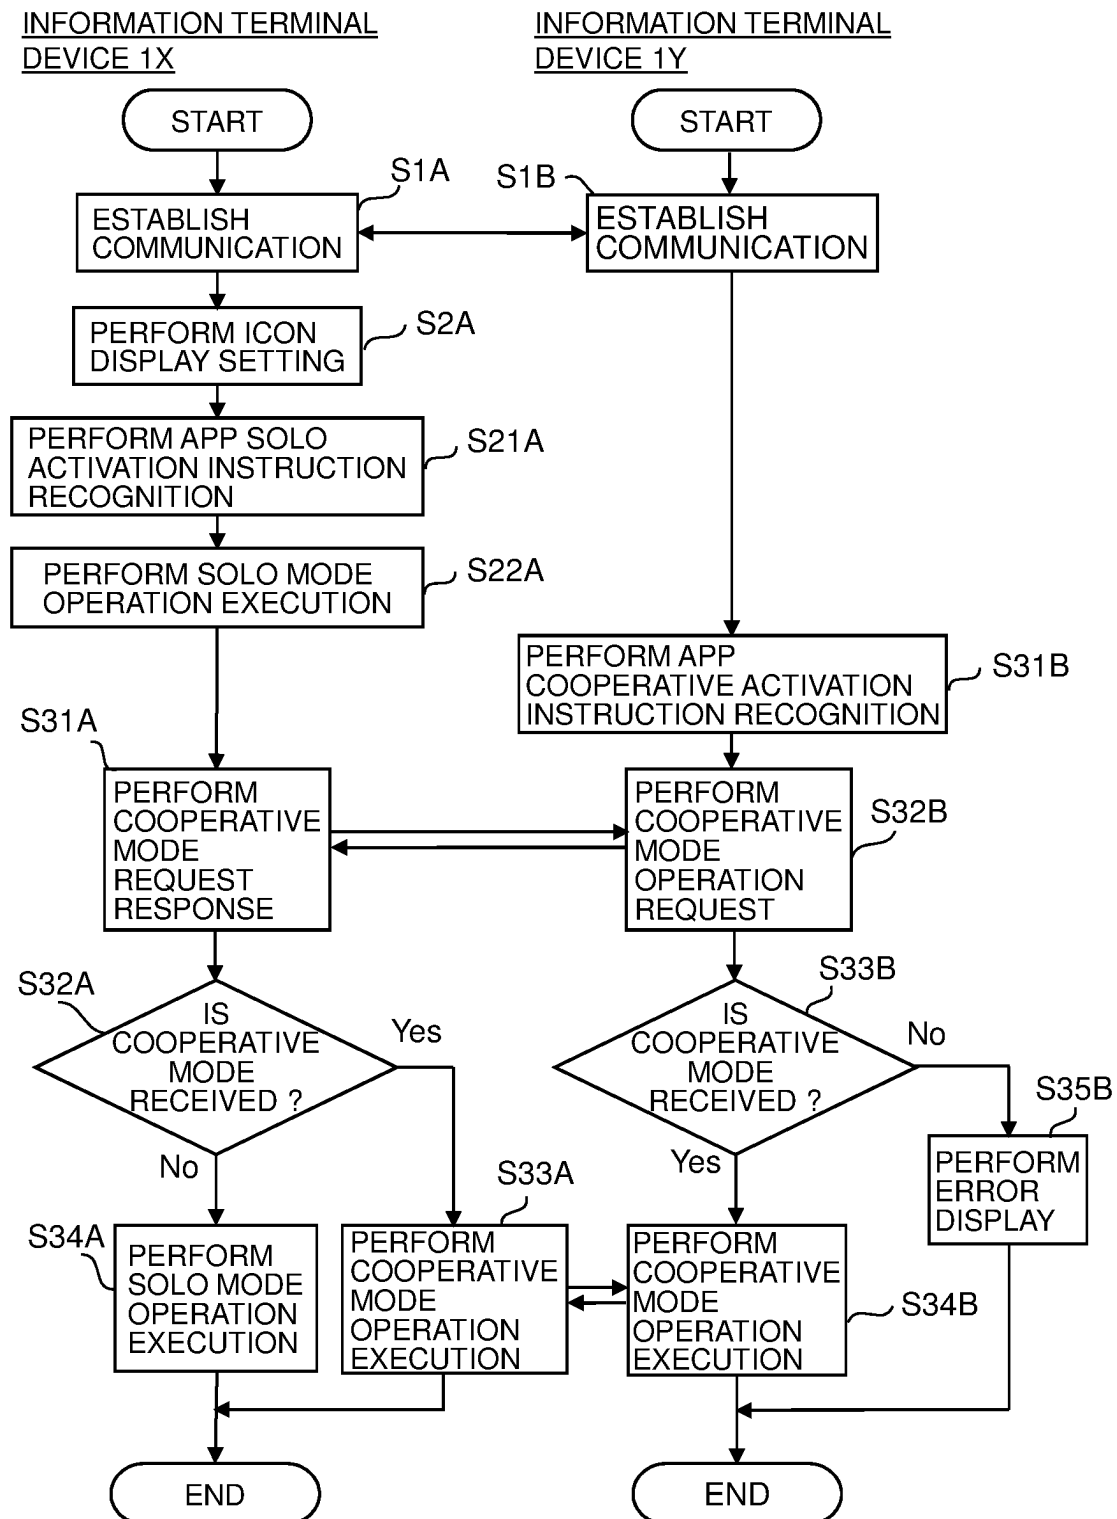 INFORMATION TERMINAL
DEVICE 1X
INFORMATION TERMINAL
DEVICE 1Y
START
START
S1A
S1B
ESTABLISH
COMMUNICATION
ESTABLISH
COMMUNICATION
S2A
PERFORM ICON
DISPLAY SETTING
S21A
PERFORM APP SOLO
ACTIVATION INSTRUCTION
RECOGNITION
S22A
PERFORM SOLO MODE
OPERATION EXECUTION
S31B
PERFORM APP
COOPERATIVE ACTIVATION
INSTRUCTION RECOGNITION
S31A
PERFORM
COOPERATIVE
MODE
REQUEST
RESPONSE
S32B
PERFORM
COOPERATIVE
MODE
OPERATION
REQUEST
S32A
IS
COOPERATIVE
MODE
RECEIVED ?
Yes
No
S33B
IS
COOPERATIVE
MODE
RECEIVED ?
No
Yes
S35B
PERFORM
ERROR
DISPLAY
S34A
PERFORM
SOLO MODE
OPERATION
EXECUTION
S33A
PERFORM
COOPERATIVE
MODE
OPERATION
EXECUTION
PERFORM
COOPERATIVE
MODE
OPERATION
EXECUTION
S34B
END
END